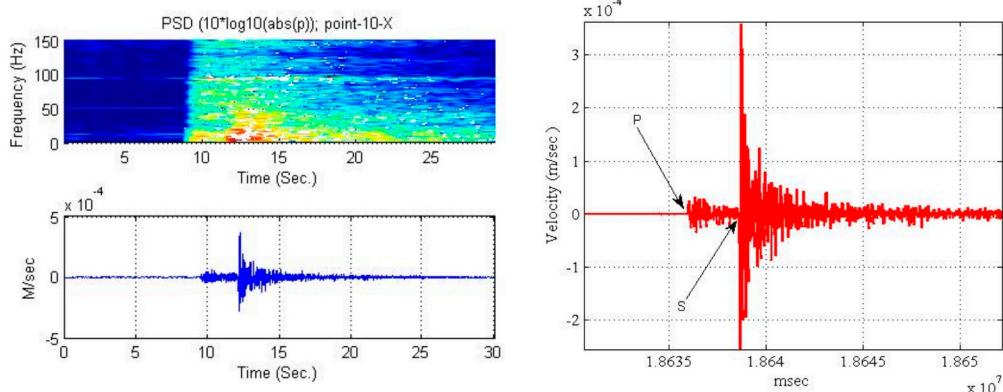 PSD (10*log10(abs(p)); point-10-X
150
100
50
0
Frequency (Hz)
5 10 15 20 25
Time (Sec.)
x 10^-4
5
0
-5
M/sec
0 5 10 15 20 25 30
Time (Sec.)
x 10^-4
3
2
1
0
-1
-2
Velocity (m/sec)
P
S
1.8635 1.864 1.8645 1.865
msec
x 10^7